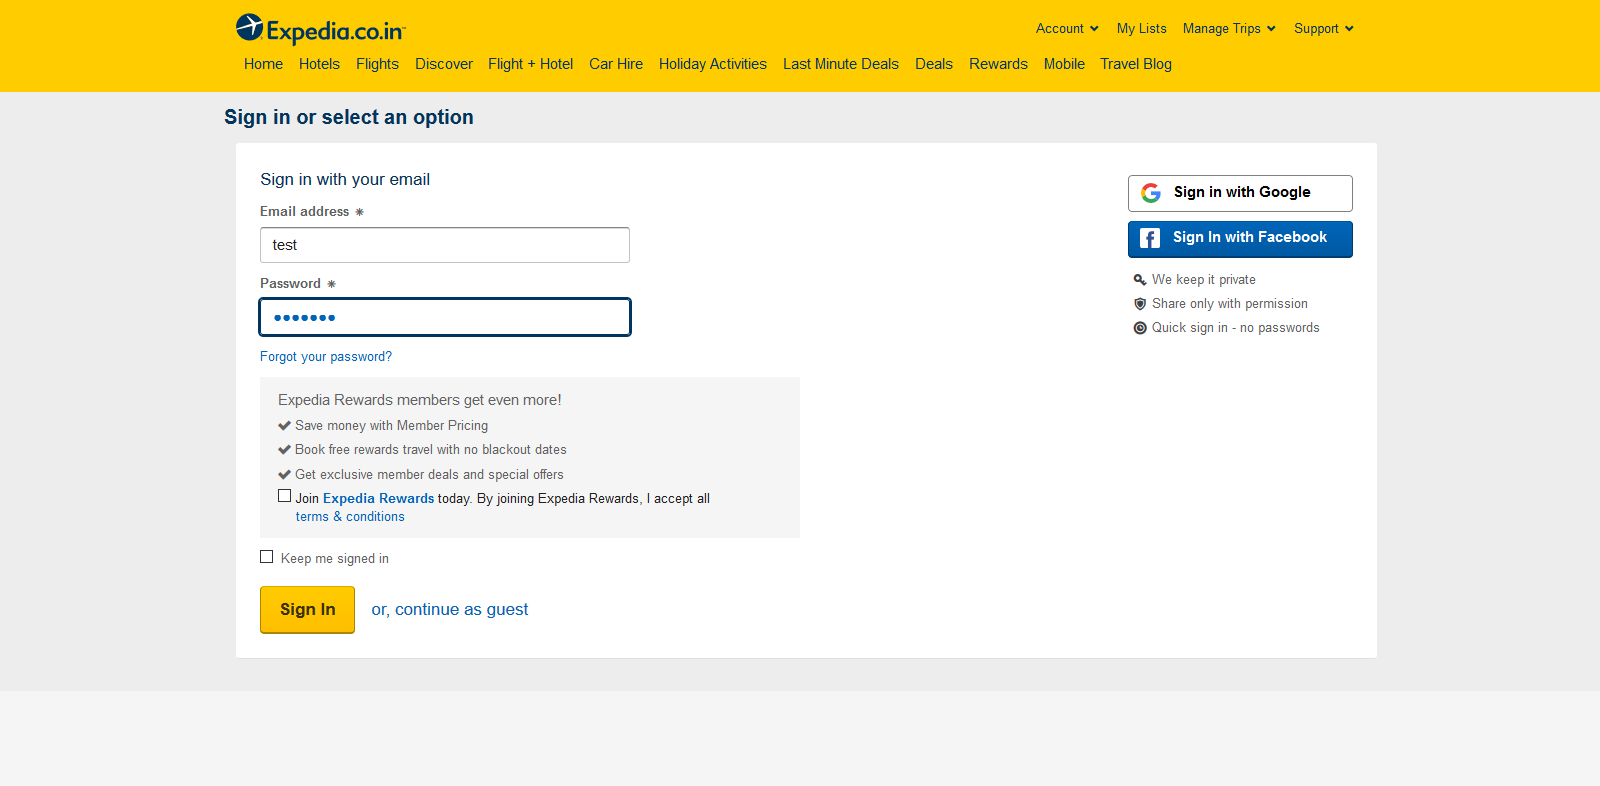 Expedia.co.in™
Account My Lists Manage Trips Support
Home Hotels Flights Discover Flight + Hotel Car Hire Holiday Activities Last Minute Deals Deals Rewards Mobile Travel Blog
Sign in or select an option
Sign in with your email
Email address *
test
Password *
•••••••
Forgot your password?
Expedia Rewards members get even more!
Save money with Member Pricing
Book free rewards travel with no blackout dates
Get exclusive member deals and special offers
Join Expedia Rewards today. By joining Expedia Rewards, I accept all
terms & conditions
Keep me signed in
Sign In or, continue as guest
Sign in with Google
Sign In with Facebook
We keep it private
Share only with permission
Quick sign in - no passwords